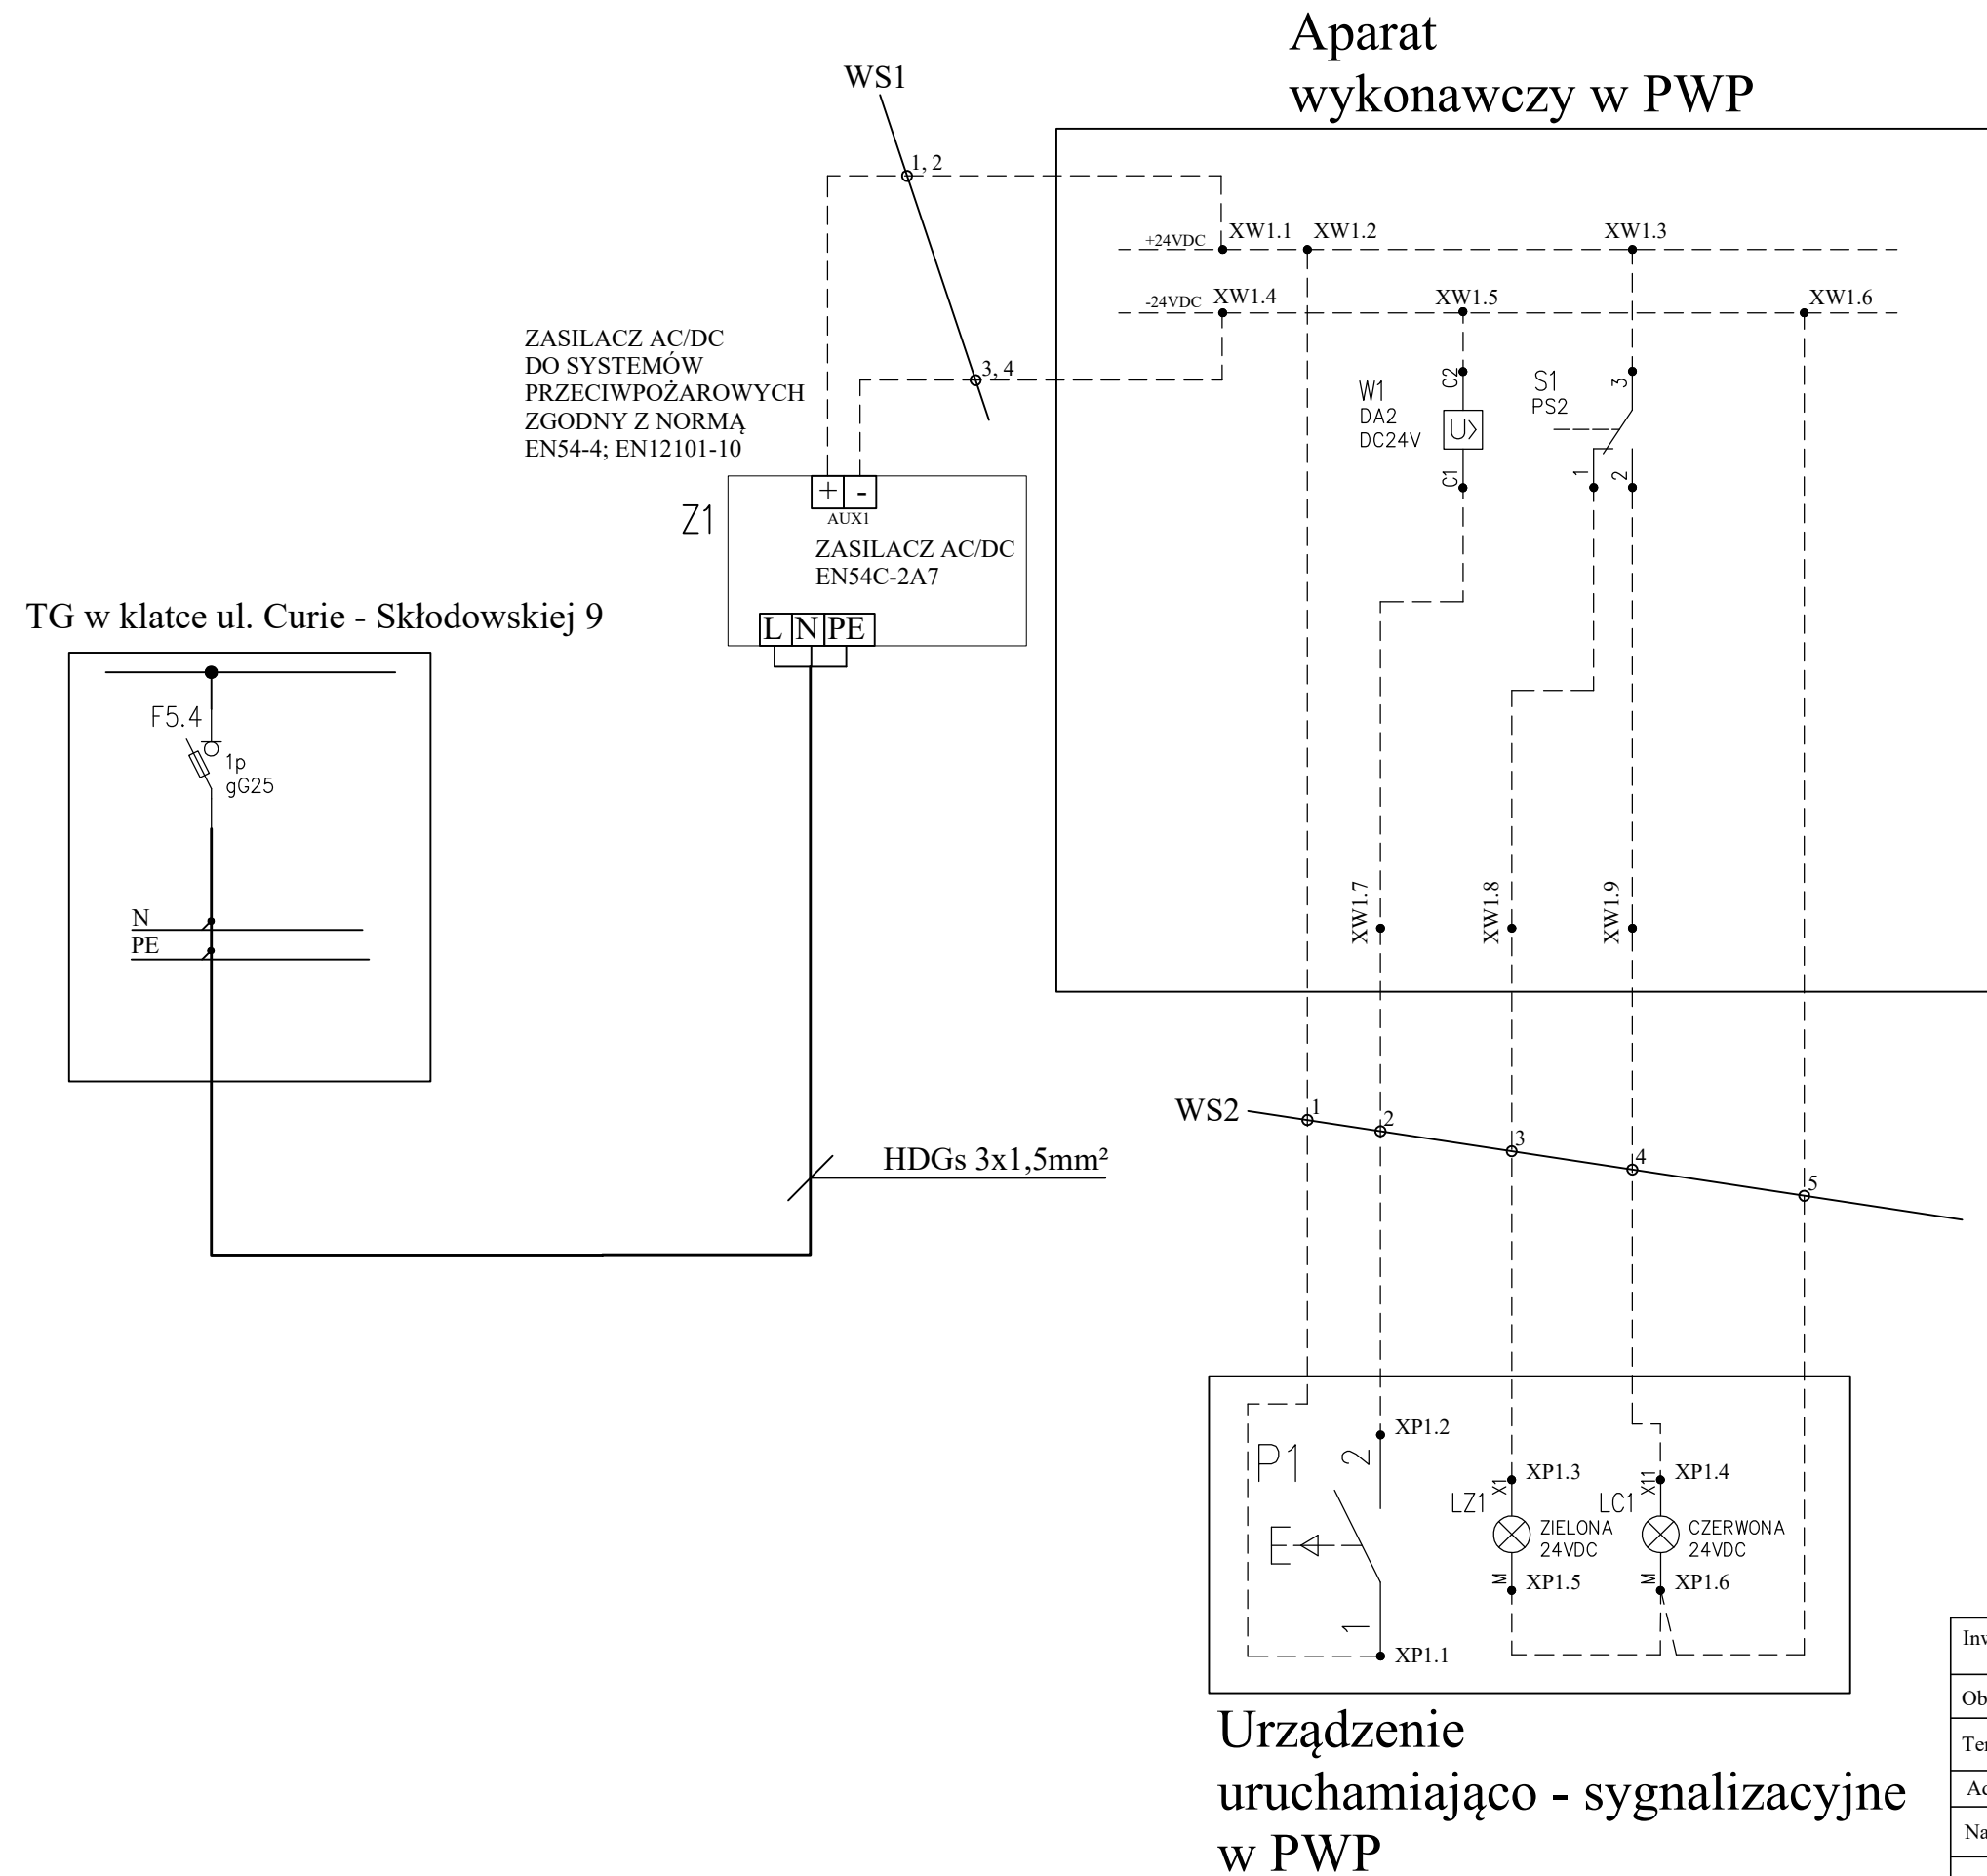 Aparat
wykonawczy w PWP
WS1
1, 2
XW1.1
XW1.2
XW1.3
+24VDC
-24VDC
XW1.4
XW1.5
XW1.6
3, 4
ZASILACZ AC/DC
DO SYSTEMÓW
PRZECIWPOŻAROWYCH
ZGODNY Z NORMĄ
EN54-4; EN12101-10
W1
DA2
DC24V
C2
U>
C1
S1
PS2
3
1
2
Z1
+
-
AUX1
ZASILACZ AC/DC
EN54C-2A7
L
N
PE
TG w klatce ul. Curie - Skłodowskiej 9
F5.4
1p
gG25
N
PE
XW1.7
XW1.8
XW1.9
WS2
1
2
3
4
5
HDGs 3x1,5mm²
P1
2
XP1.2
E
1
XP1.1
LZ1
X1
XP1.3
ZIELONA
24VDC
M
XP1.5
LC1
X11
XP1.4
CZERWONA
24VDC
M
XP1.6
Urządzenie
uruchamiająco - sygnalizacyjne
w PWP